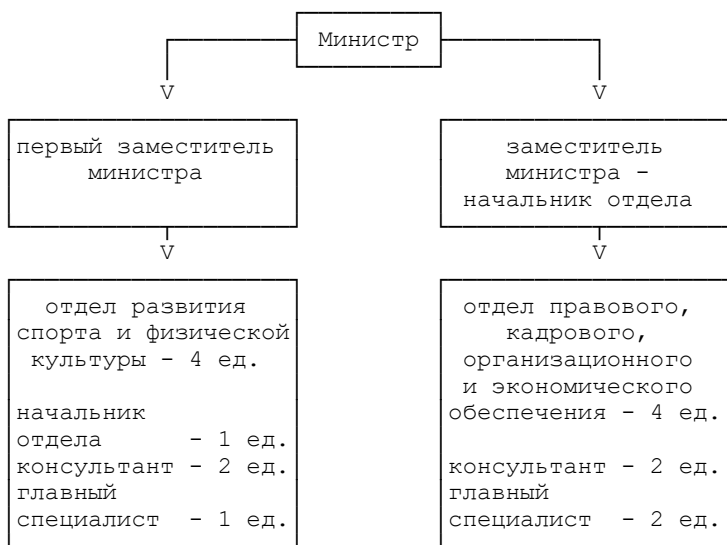 Министр
V
V
первый заместитель
министра
заместитель
министра -
начальник отдела
V
V
отдел развития
спорта и физической
культуры - 4 ед.
начальник
отдела - 1 ед.
консультант - 2 ед.
главный
специалист - 1 ед.
отдел правового,
кадрового,
организационного
и экономического
обеспечения - 4 ед.
консультант - 2 ед.
главный
специалист - 2 ед.